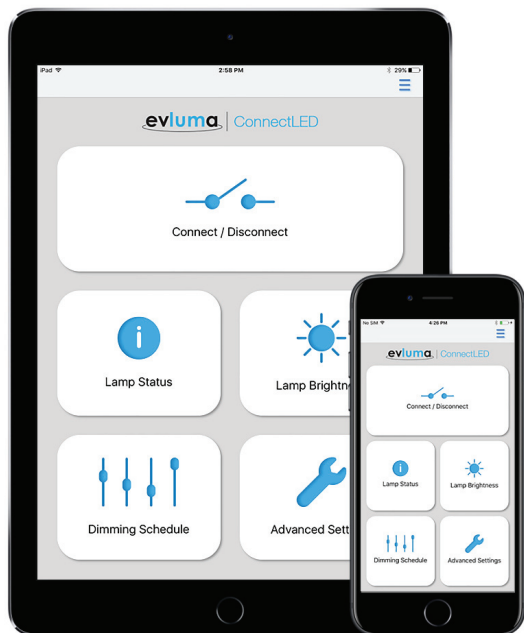 iPad
2:58 PM
29%
evluma | ConnectLED
Connect / Disconnect
Lamp Status
Lamp Brightn
Dimming Schedule
Advanced Sett
No SIM
4:26 PM
evluma | ConnectLED
Connect / Disconnect
Lamp Status
Lamp Brightness
Dimming Schedule
Advanced Settings